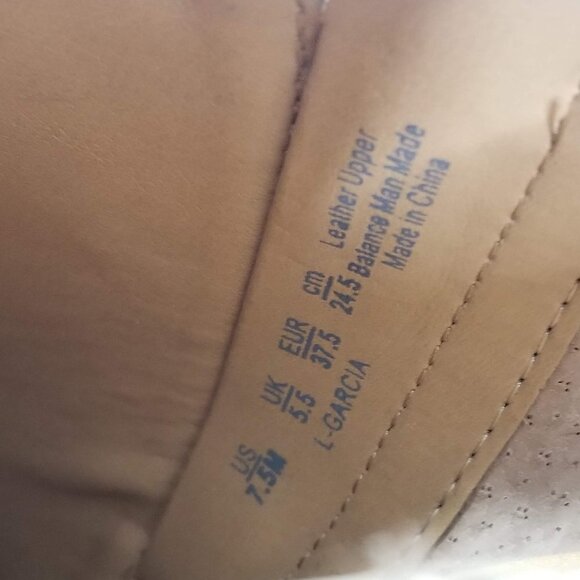 US UK EUR cm Leather Upper
7.5M 5.5 37.5 24.5 Balance Man Made
L-GARCIA Made in China